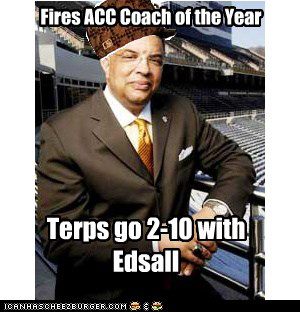 Fires ACC Coach of the Year
Terps go 2-10 with
Edsall
ICANHASCHEEZBURGER.COM